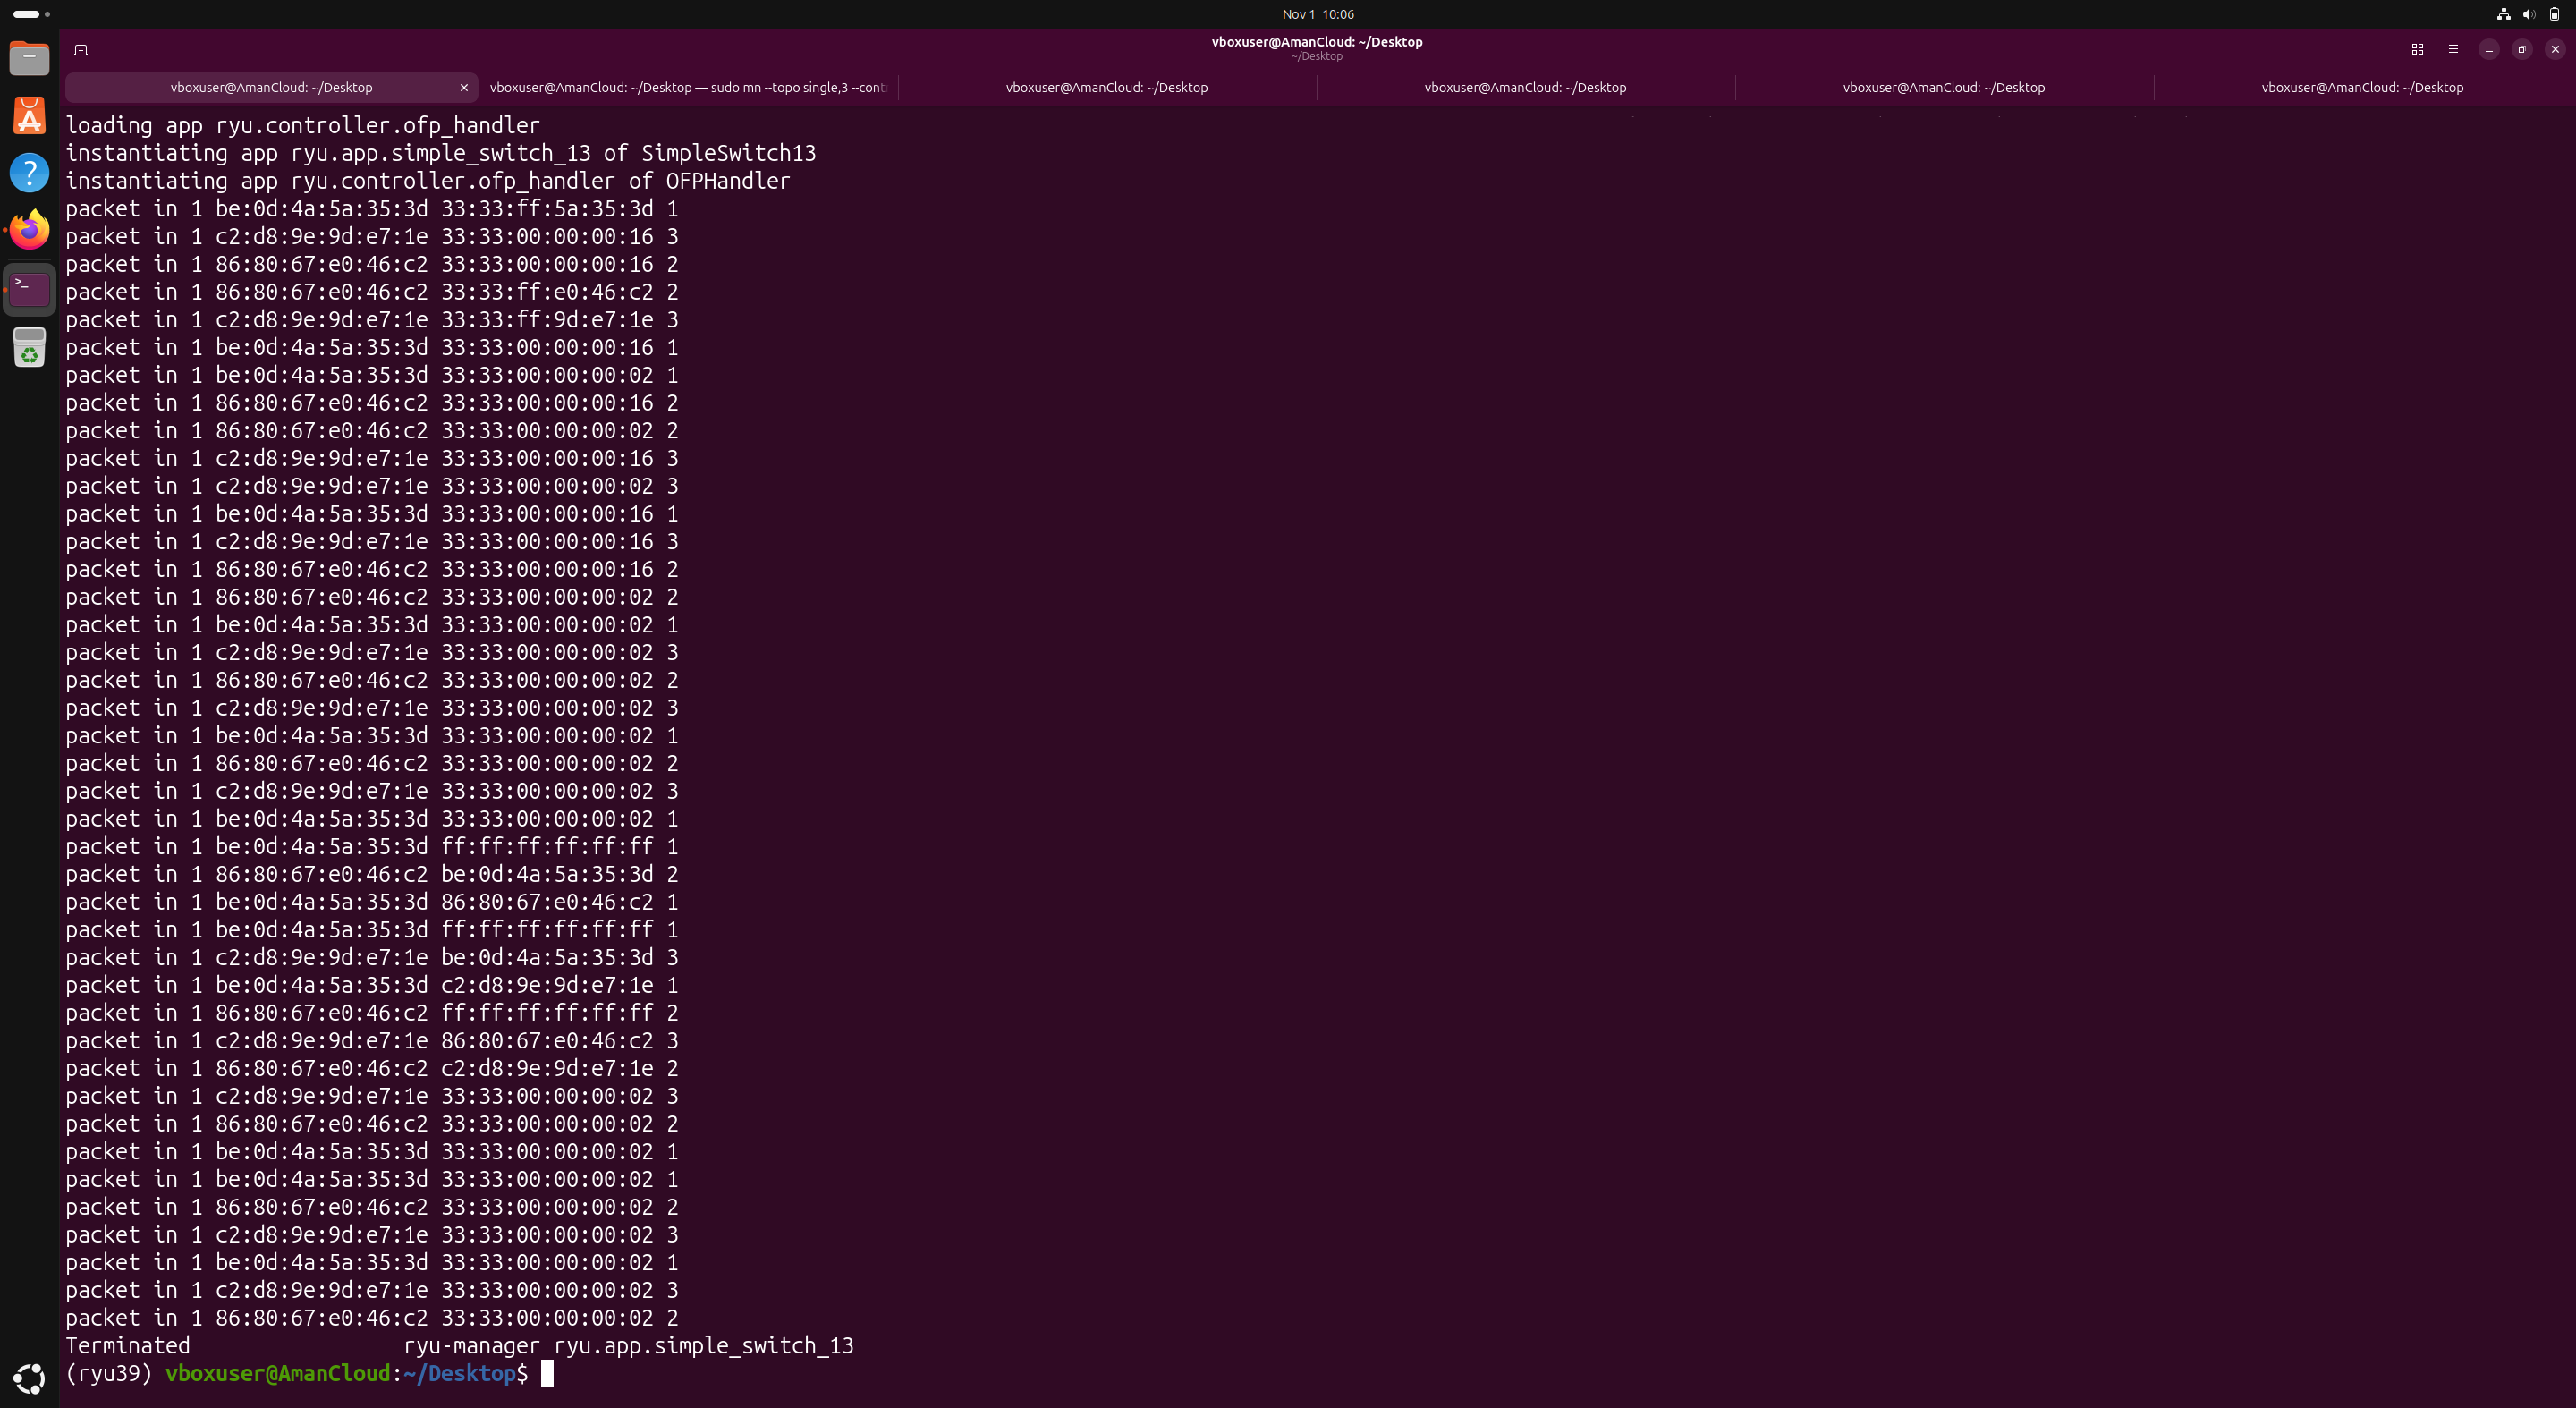 Nov 1 10:06
vboxuser@AmanCloud: ~/Desktop
~/Desktop
vboxuser@AmanCloud: ~/Desktop
vboxuser@AmanCloud: ~/Desktop — sudo mn --topo single,3 --cont
vboxuser@AmanCloud: ~/Desktop
vboxuser@AmanCloud: ~/Desktop
vboxuser@AmanCloud: ~/Desktop
vboxuser@AmanCloud: ~/Desktop
loading app ryu.controller.ofp_handler
instantiating app ryu.app.simple_switch_13 of SimpleSwitch13
instantiating app ryu.controller.ofp_handler of OFPHandler
packet in 1 be:0d:4a:5a:35:3d 33:33:ff:5a:35:3d 1
packet in 1 c2:d8:9e:9d:e7:1e 33:33:00:00:00:16 3
packet in 1 86:80:67:e0:46:c2 33:33:00:00:00:16 2
packet in 1 86:80:67:e0:46:c2 33:33:ff:e0:46:c2 2
packet in 1 c2:d8:9e:9d:e7:1e 33:33:ff:9d:e7:1e 3
packet in 1 be:0d:4a:5a:35:3d 33:33:00:00:00:16 1
packet in 1 be:0d:4a:5a:35:3d 33:33:00:00:00:02 1
packet in 1 86:80:67:e0:46:c2 33:33:00:00:00:16 2
packet in 1 86:80:67:e0:46:c2 33:33:00:00:00:02 2
packet in 1 c2:d8:9e:9d:e7:1e 33:33:00:00:00:16 3
packet in 1 c2:d8:9e:9d:e7:1e 33:33:00:00:00:02 3
packet in 1 be:0d:4a:5a:35:3d 33:33:00:00:00:16 1
packet in 1 c2:d8:9e:9d:e7:1e 33:33:00:00:00:16 3
packet in 1 86:80:67:e0:46:c2 33:33:00:00:00:16 2
packet in 1 86:80:67:e0:46:c2 33:33:00:00:00:02 2
packet in 1 be:0d:4a:5a:35:3d 33:33:00:00:00:02 1
packet in 1 c2:d8:9e:9d:e7:1e 33:33:00:00:00:02 3
packet in 1 86:80:67:e0:46:c2 33:33:00:00:00:02 2
packet in 1 c2:d8:9e:9d:e7:1e 33:33:00:00:00:02 3
packet in 1 be:0d:4a:5a:35:3d 33:33:00:00:00:02 1
packet in 1 86:80:67:e0:46:c2 33:33:00:00:00:02 2
packet in 1 c2:d8:9e:9d:e7:1e 33:33:00:00:00:02 3
packet in 1 be:0d:4a:5a:35:3d 33:33:00:00:00:02 1
packet in 1 be:0d:4a:5a:35:3d ff:ff:ff:ff:ff:ff 1
packet in 1 86:80:67:e0:46:c2 be:0d:4a:5a:35:3d 2
packet in 1 be:0d:4a:5a:35:3d 86:80:67:e0:46:c2 1
packet in 1 be:0d:4a:5a:35:3d ff:ff:ff:ff:ff:ff 1
packet in 1 c2:d8:9e:9d:e7:1e be:0d:4a:5a:35:3d 3
packet in 1 be:0d:4a:5a:35:3d c2:d8:9e:9d:e7:1e 1
packet in 1 86:80:67:e0:46:c2 ff:ff:ff:ff:ff:ff 2
packet in 1 c2:d8:9e:9d:e7:1e 86:80:67:e0:46:c2 3
packet in 1 86:80:67:e0:46:c2 c2:d8:9e:9d:e7:1e 2
packet in 1 c2:d8:9e:9d:e7:1e 33:33:00:00:00:02 3
packet in 1 86:80:67:e0:46:c2 33:33:00:00:00:02 2
packet in 1 be:0d:4a:5a:35:3d 33:33:00:00:00:02 1
packet in 1 be:0d:4a:5a:35:3d 33:33:00:00:00:02 1
packet in 1 86:80:67:e0:46:c2 33:33:00:00:00:02 2
packet in 1 c2:d8:9e:9d:e7:1e 33:33:00:00:00:02 3
packet in 1 be:0d:4a:5a:35:3d 33:33:00:00:00:02 1
packet in 1 c2:d8:9e:9d:e7:1e 33:33:00:00:00:02 3
packet in 1 86:80:67:e0:46:c2 33:33:00:00:00:02 2
Terminated                 ryu-manager ryu.app.simple_switch_13
(ryu39) vboxuser@AmanCloud:~/Desktop$